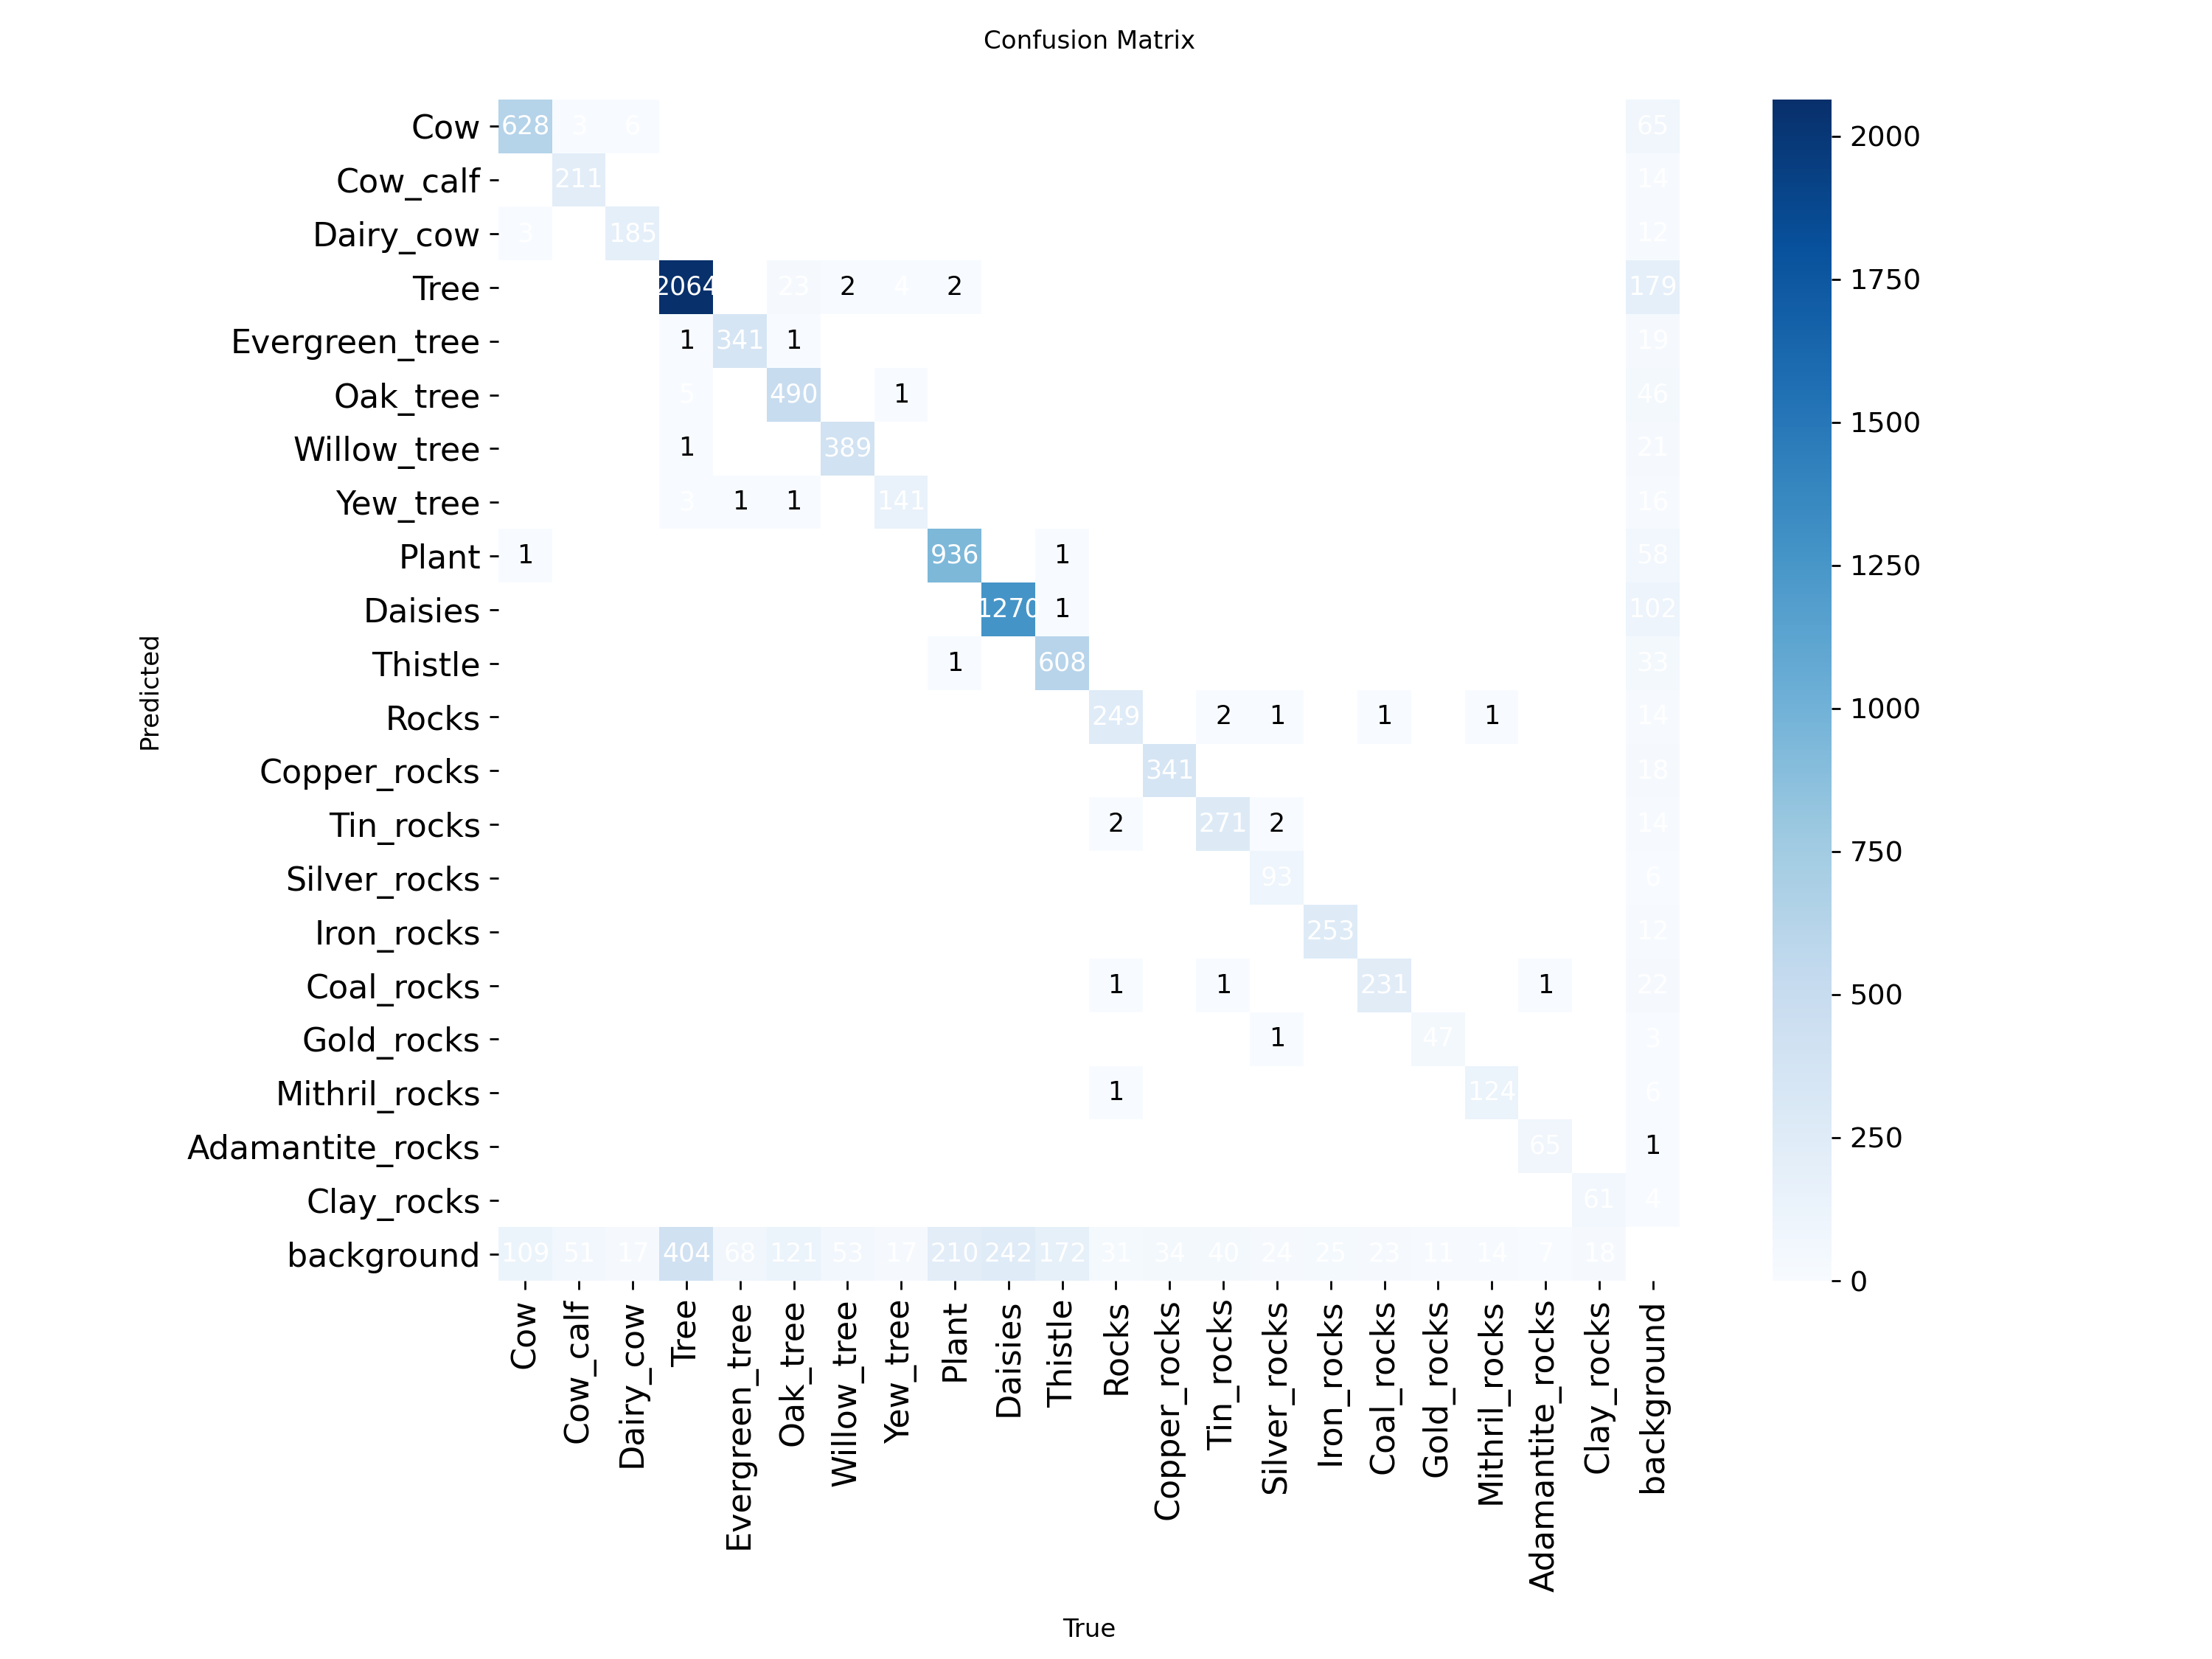 Confusion Matrix
Cow 628 3 6 65
Cow_calf 211 14
Dairy_cow 3 185 12
Tree 2064 23 2 4 2 179
Evergreen_tree 1 341 1 19
Oak_tree 5 490 1 46
Willow_tree 1 389 21
Yew_tree 3 1 1 141 16
Plant 1 936 1 58
Daisies 1270 1 102
Thistle 1 608 33
Rocks 249 2 1 1 1 14
Copper_rocks 341 18
Tin_rocks 2 271 2 14
Silver_rocks 93 6
Iron_rocks 253 12
Coal_rocks 1 1 231 1 22
Gold_rocks 1 47 3
Mithril_rocks 1 124 6
Adamantite_rocks 65 1
Clay_rocks 61 4
background 109 51 17 404 68 121 53 17 210 242 172 31 34 40 24 25 23 11 14 7 18
Predicted
Cow Cow_calf Dairy_cow Tree Evergreen_tree Oak_tree Willow_tree Yew_tree Plant Daisies Thistle Rocks Copper_rocks Tin_rocks Silver_rocks Iron_rocks Coal_rocks Gold_rocks Mithril_rocks Adamantite_rocks Clay_rocks background
True
2000
1750
1500
1250
1000
750
500
250
0